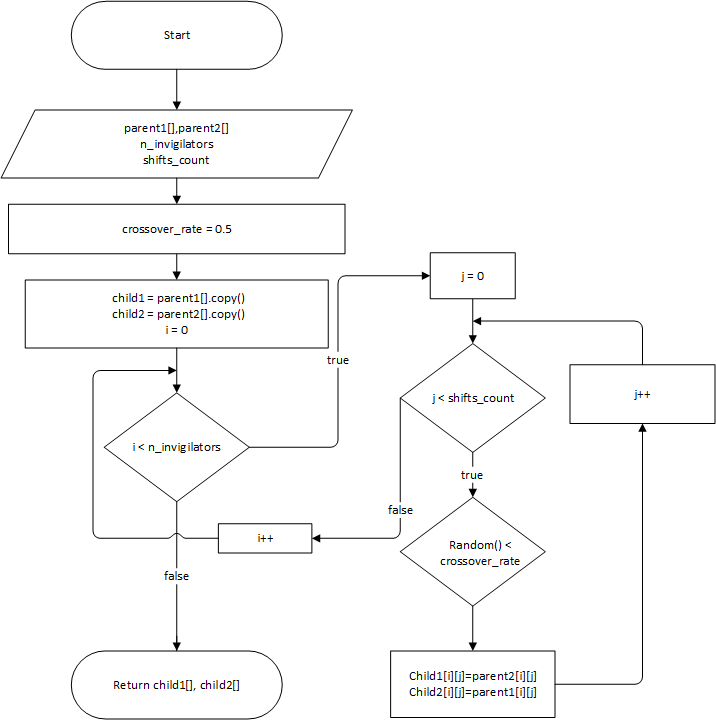 Start
parent1[],parent2[]
n_invigilators
shifts_count
crossover_rate = 0.5
child1 = parent1[].copy()
child2 = parent2[].copy()
i = 0
true
i < n_invigilators
false
Return child1[], child2[]
j = 0
j < shifts_count
true
false
i++
Random() <
crossover_rate
Child1[i][j]=parent2[i][j]
Child2[i][j]=parent1[i][j]
j++